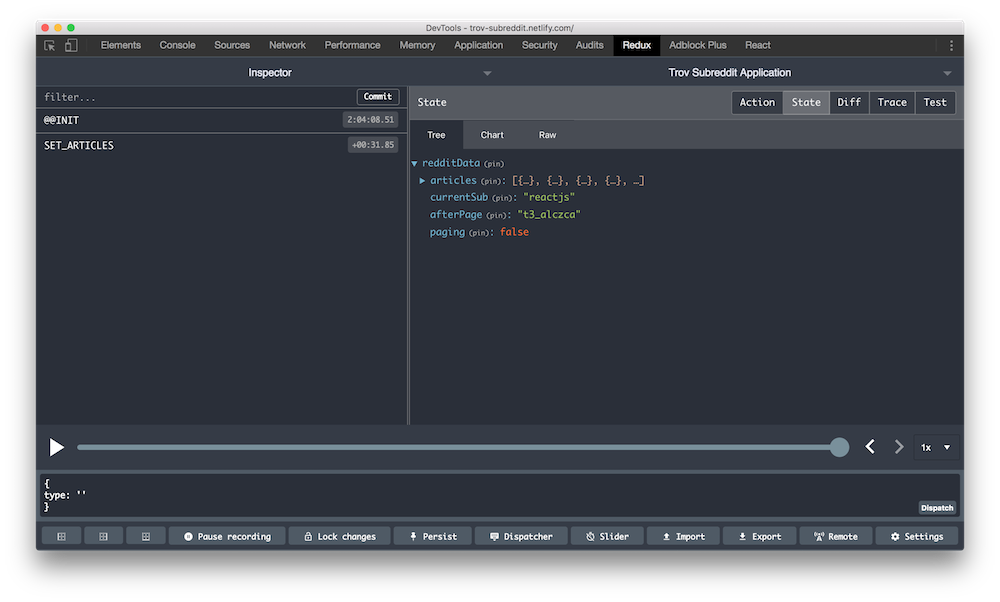 DevTools - trov-subreddit.netlify.com/
Elements Console Sources Network Performance Memory Application Security Audits Redux Adblock Plus React
Inspector Trov Subreddit Application
filter... Commit
@@INIT 2:04:08.51
SET_ARTICLES +00:31.85
State Action State Diff Trace Test
Tree Chart Raw
redditData (pin)
articles (pin): [{…}, {…}, {…}, {…}, …]
currentSub (pin): "reactjs"
afterPage (pin): "t3_alczca"
paging (pin): false
1x
{
type: ''
}
Dispatch
Pause recording Lock changes Persist Dispatcher Slider Import Export Remote Settings